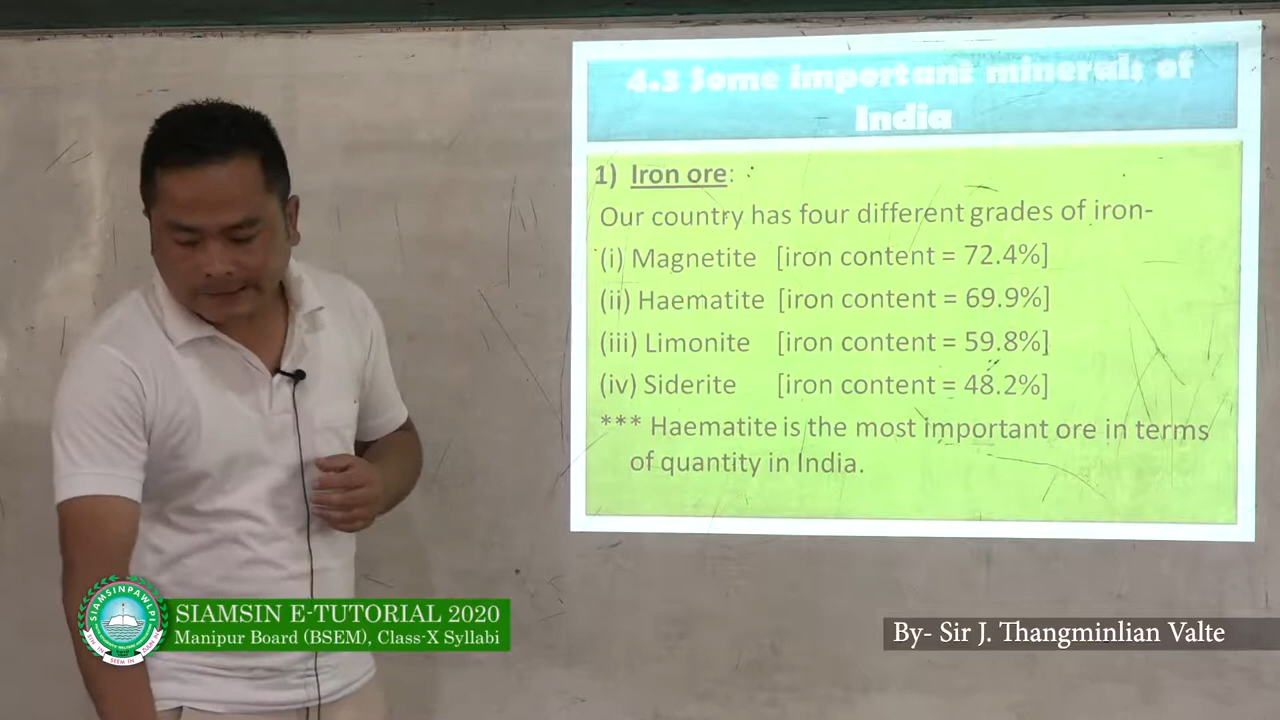 4.3 Some important minerals of
India
1) Iron ore:
Our country has four different grades of iron-
(i) Magnetite [iron content = 72.4%]
(ii) Haematite [iron content = 69.9%]
(iii) Limonite [iron content = 59.8%]
(iv) Siderite [iron content = 48.2%]
*** Haematite is the most important ore in terms
of quantity in India.
SIAMSINPAWLPI
SEEM IN
SIAMSIN E-TUTORIAL 2020
Manipur Board (BSEM), Class-X Syllabi
By- Sir J. Thangminlian Valte